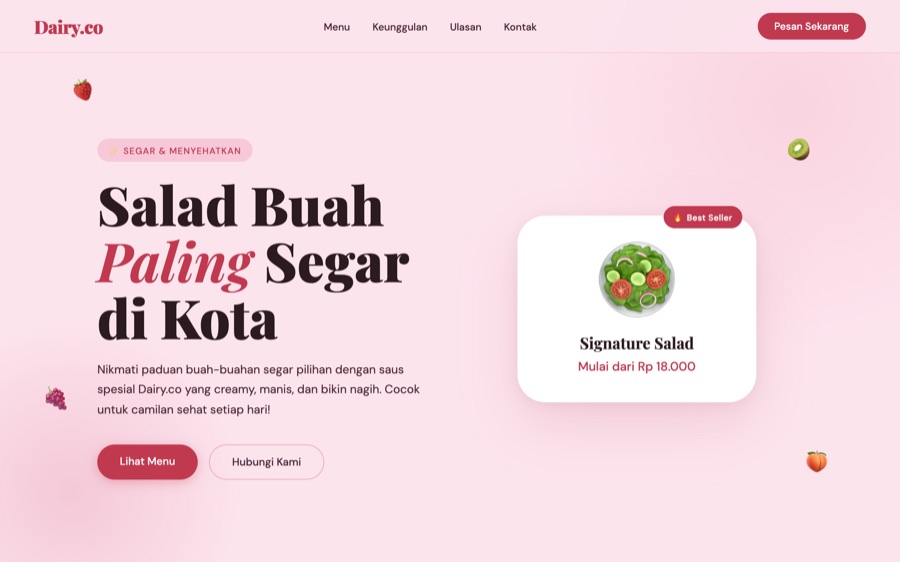 Dairy.co
Menu
Keunggulan
Ulasan
Kontak
Pesan Sekarang
SEGAR & MENYEHATKAN
Salad Buah
Paling Segar
di Kota
Nikmati paduan buah-buahan segar pilihan dengan saus
spesial Dairy.co yang creamy, manis, dan bikin nagih. Cocok
untuk camilan sehat setiap hari!
Lihat Menu
Hubungi Kami
Best Seller
Signature Salad
Mulai dari Rp 18.000